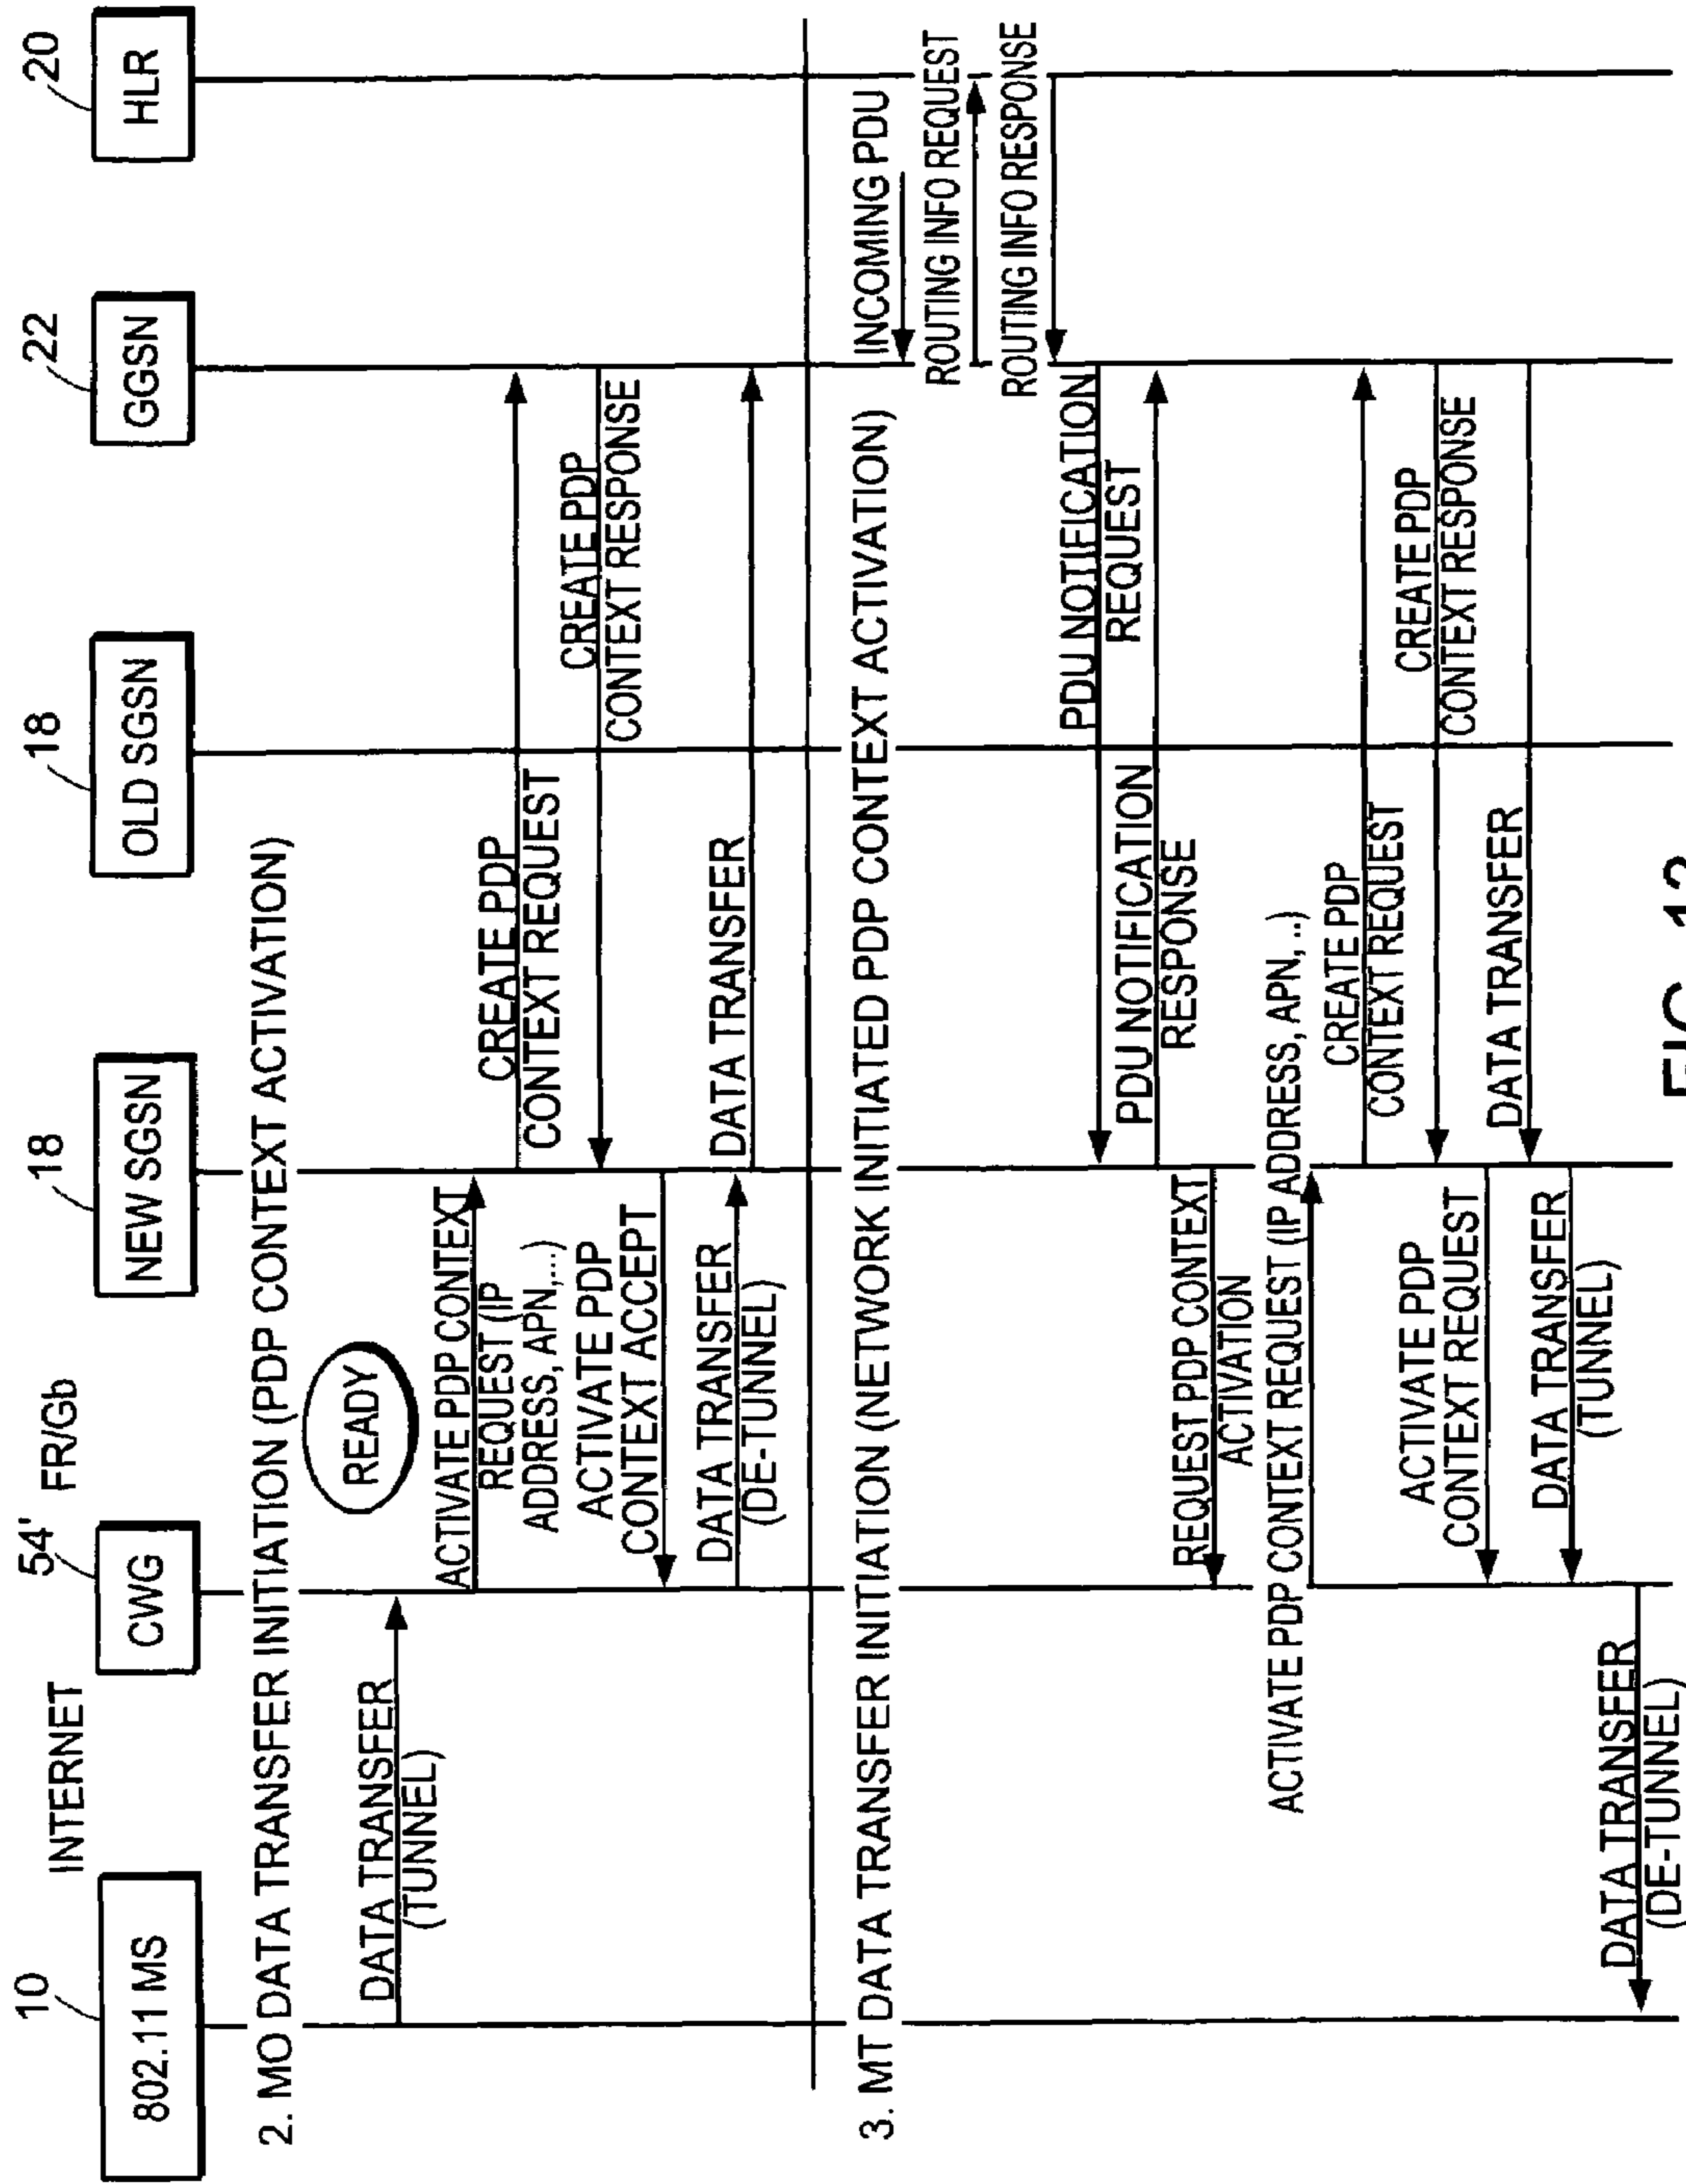 10
INTERNET
54'
FR/Gb
18
18
22
20
802.11 MS
CWG
NEW SGSN
OLD SGSN
GGSN
HLR
2. MO DATA TRANSFER INITIATION (PDP CONTEXT ACTIVATION)
READY
DATA TRANSFER
(TUNNEL)
ACTIVATE PDP CONTEXT
REQUEST (IP
ADDRESS, APN,...)
CREATE PDP
CONTEXT REQUEST
CREATE PDP
CONTEXT RESPONSE
ACTIVATE PDP
CONTEXT ACCEPT
DATA TRANSFER
(DE-TUNNEL)
DATA TRANSFER
3. MT DATA TRANSFER INITIATION (NETWORK INITIATED PDP CONTEXT ACTIVATION)
INCOMING PDU
ROUTING INFO REQUEST
ROUTING INFO RESPONSE
PDU NOTIFICATION
REQUEST
PDU NOTIFICATION
RESPONSE
REQUEST PDP CONTEXT
ACTIVATION
ACTIVATE PDP CONTEXT REQUEST (IP ADDRESS, APN,..)
CREATE PDP
CONTEXT REQUEST
CREATE PDP
CONTEXT RESPONSE
ACTIVATE PDP
CONTEXT REQUEST
DATA TRANSFER
DATA TRANSFER
(TUNNEL)
DATA TRANSFER
(DE-TUNNEL)